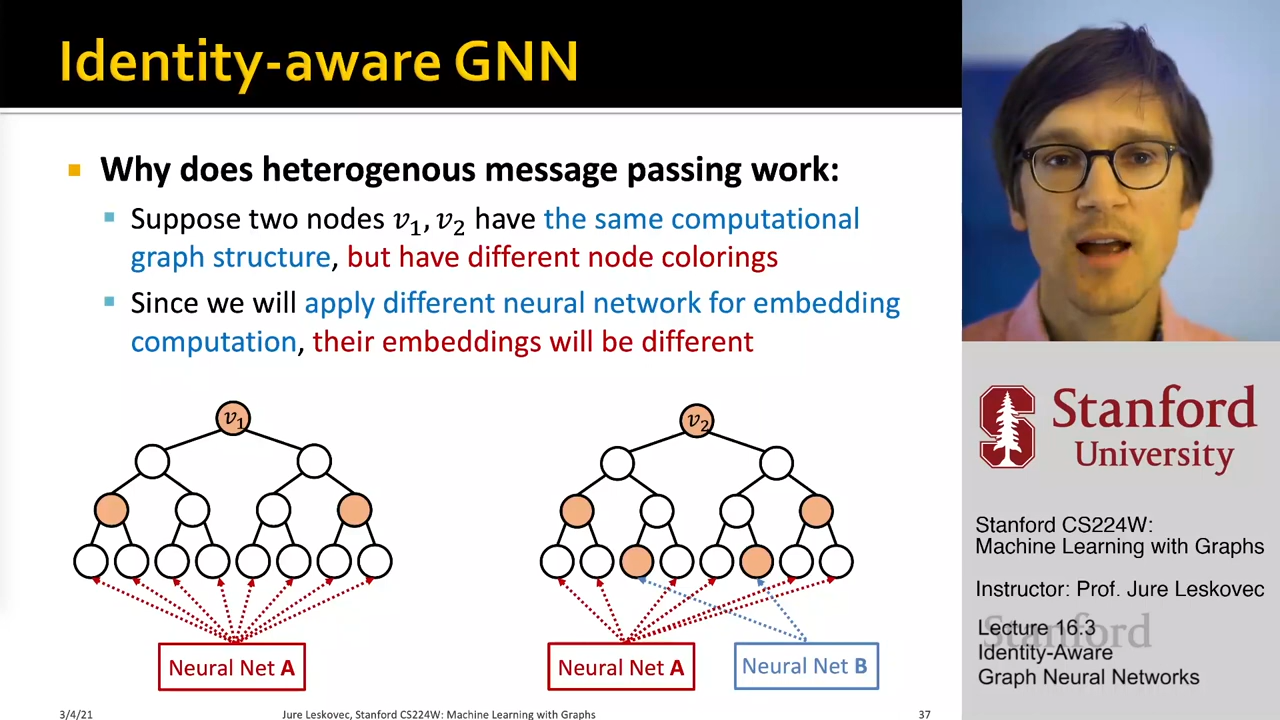 Identity-aware GNN
Why does heterogenous message passing work:
Suppose two nodes v₁, v₂ have the same computational
graph structure, but have different node colorings
Since we will apply different neural network for embedding
computation, their embeddings will be different
v₁
v₂
Neural Net A
Neural Net A
Neural Net B
3/4/21
Jure Leskovec, Stanford CS224W: Machine Learning with Graphs
37
Stanford
University
Stanford CS224W:
Machine Learning with Graphs
Instructor: Prof. Jure Leskovec
Stanford
Lecture 16.3
Identity-Aware
Graph Neural Networks